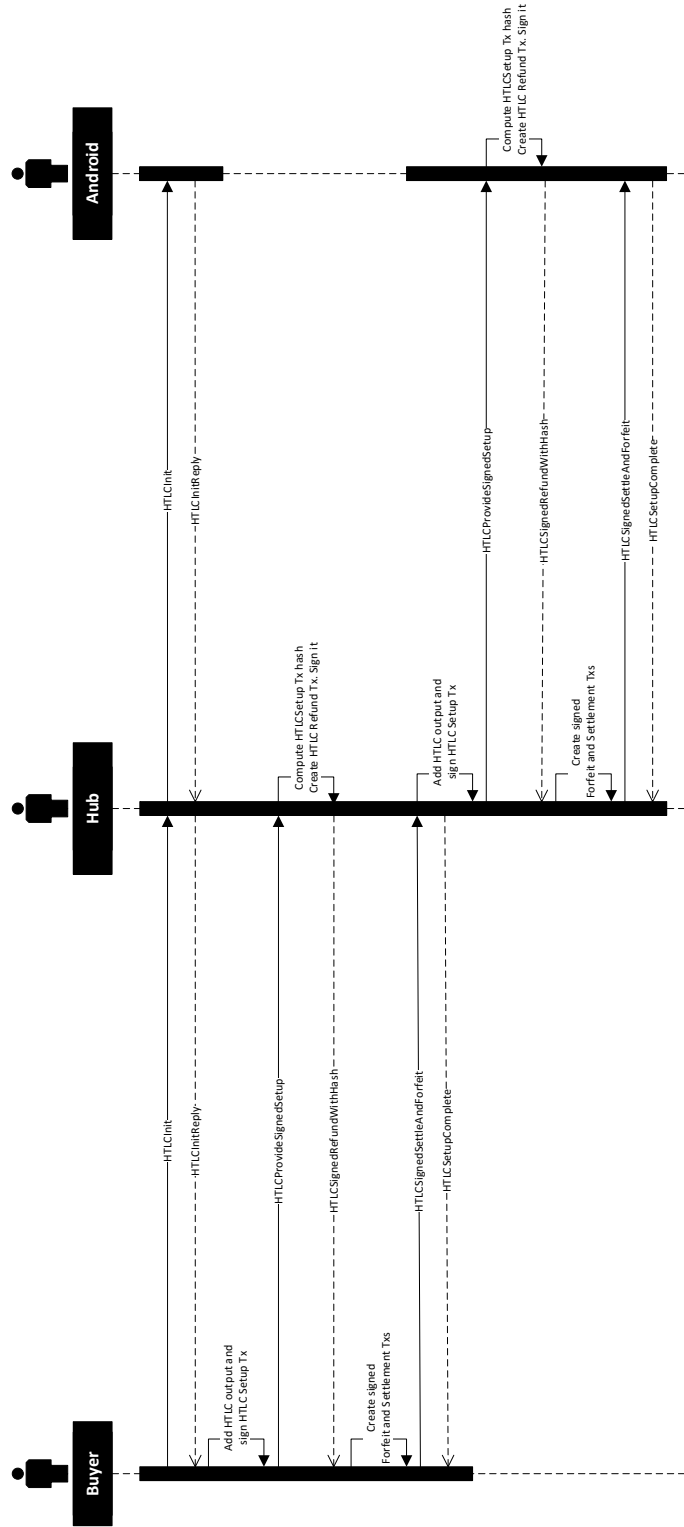 Buyer
Hub
Android
HTLCInit
HTLCInit
HTLCInitReply
HTLCInitReply
Add HTLC output and
sign HTLC Setup Tx
HTLCProvideSignedSetup
Compute HTLCSetup Tx hash
Create HTLC Refund Tx. Sign it
HTLCSignedRefundWithHash
Create signed
Forfeit and Settlement Txs
HTLCSignedSettleAndForfeit
HTLCSetupComplete
Add HTLC output and
sign HTLC Setup Tx
HTLCProvideSignedSetup
Compute HTLCSetup Tx hash
Create HTLC Refund Tx. Sign it
HTLCSignedRefundWithHash
Create signed
Forfeit and Settlement Txs
HTLCSignedSettleAndForfeit
HTLCSetupComplete